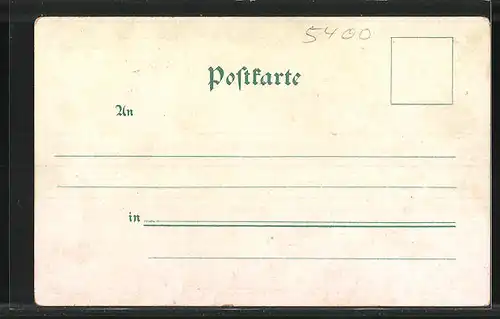 5400
Postkarte
An
in